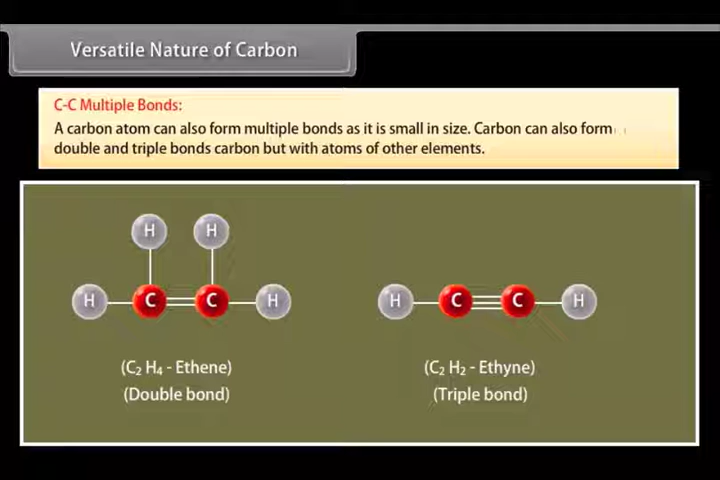 Versatile Nature of Carbon
C-C Multiple Bonds:
A carbon atom can also form multiple bonds as it is small in size. Carbon can also form
double and triple bonds carbon but with atoms of other elements.
H H
H C C H H C C H
(C₂ H₄ - Ethene) (C₂ H₂ - Ethyne)
(Double bond) (Triple bond)